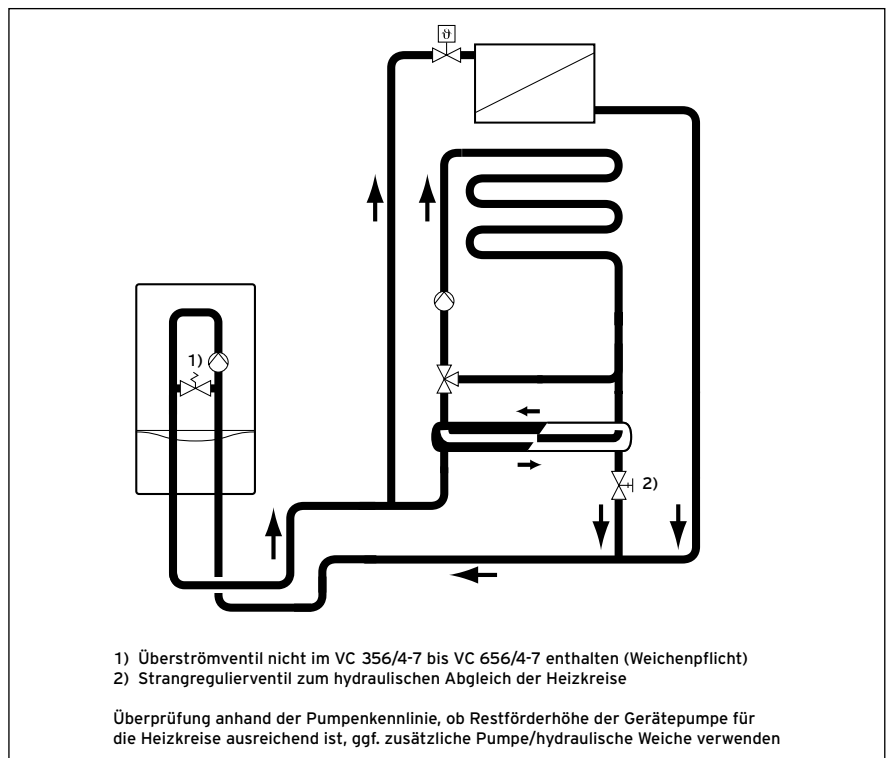 ϑ
1)
2)
1) Überströmventil nicht im VC 356/4-7 bis VC 656/4-7 enthalten (Weichenpflicht)
2) Strangregulierventil zum hydraulischen Abgleich der Heizkreise
Überprüfung anhand der Pumpenkennlinie, ob Restförderhöhe der Gerätepumpe für
die Heizkreise ausreichend ist, ggf. zusätzliche Pumpe/hydraulische Weiche verwenden